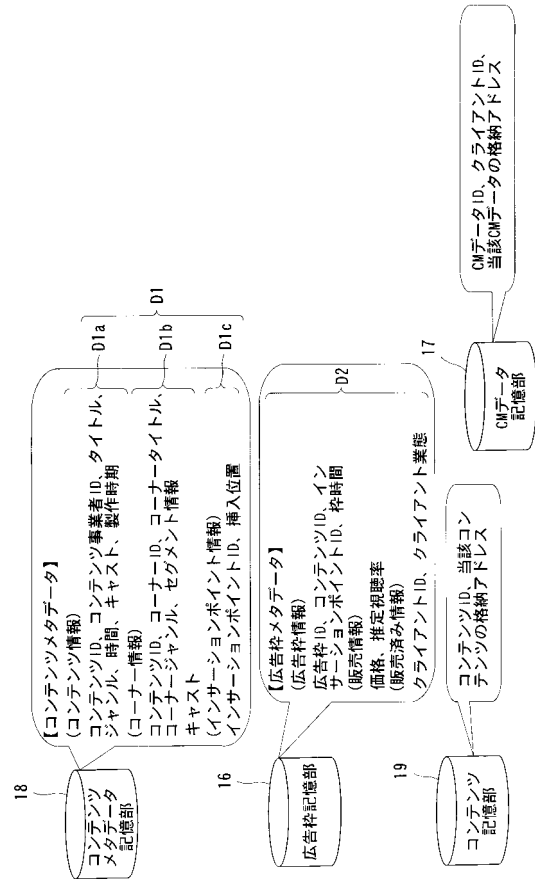 18
コンテンツ
メタデータ
記憶部
【コンテンツメタデータ】
(コンテンツ情報)
コンテンツID、コンテンツ事業者ID、タイトル、
ジャンル、時間、キャスト、製作時期
(コーナー情報)
コンテンツID、コーナーID、コーナータイトル、
コーナージャンル、セグメント情報
キャスト
(インサーションポイント情報)
インサーションポイントID、挿入位置
D1a
D1b
D1c
D1
16
広告枠記憶部
【広告枠メタデータ】
(広告枠情報)
広告枠ID、コンテンツID、イン
サーションポイントID、枠時間
(販売情報)
価格、推定視聴率
(販売済み情報)
クライアントID、クライアント業態
D2
19
コンテンツ
記憶部
コンテンツID、当該コン
テンツの格納アドレス
17
CMデータ
記憶部
CMデータID、クライアントID、
当該CMデータの格納アドレス